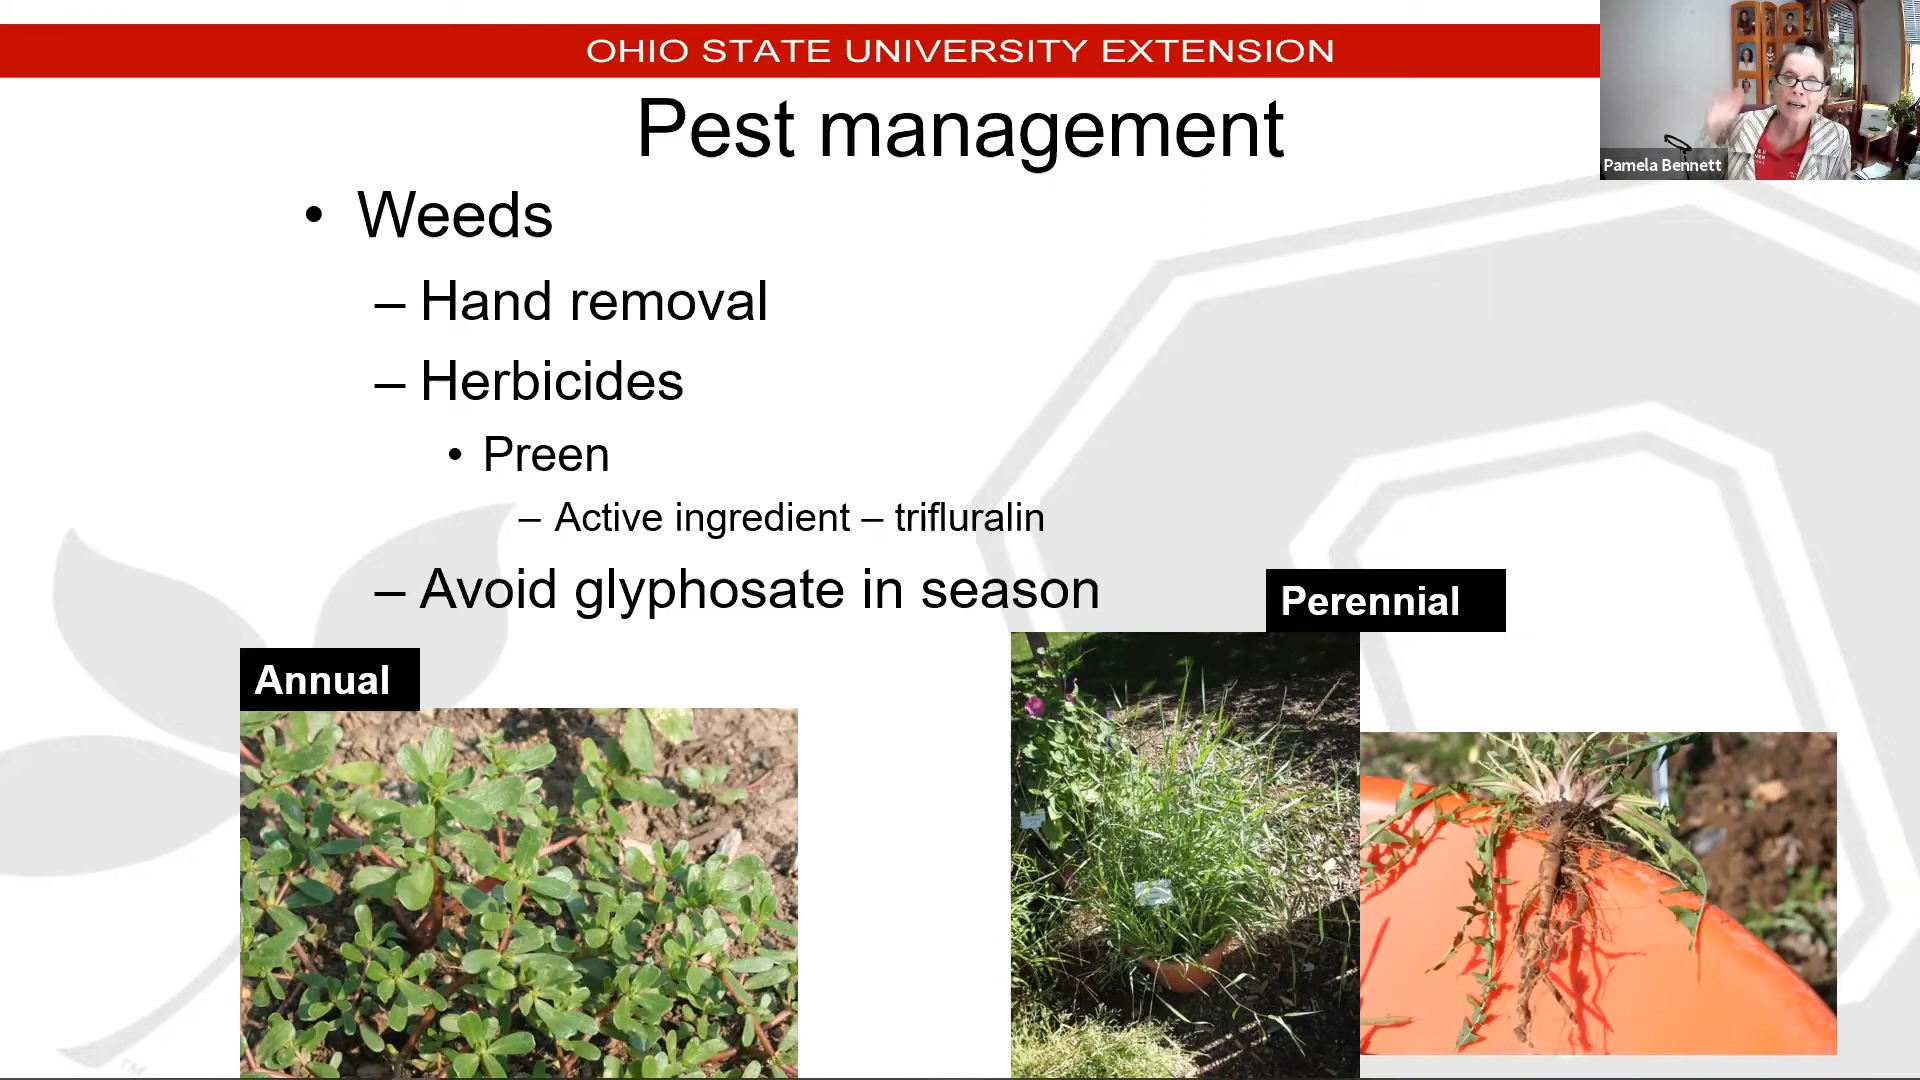 OHIO STATE UNIVERSITY EXTENSION
Pamela Bennett
Pest management
• Weeds
– Hand removal
– Herbicides
• Preen
– Active ingredient – trifluralin
– Avoid glyphosate in season
Perennial
Annual
TM